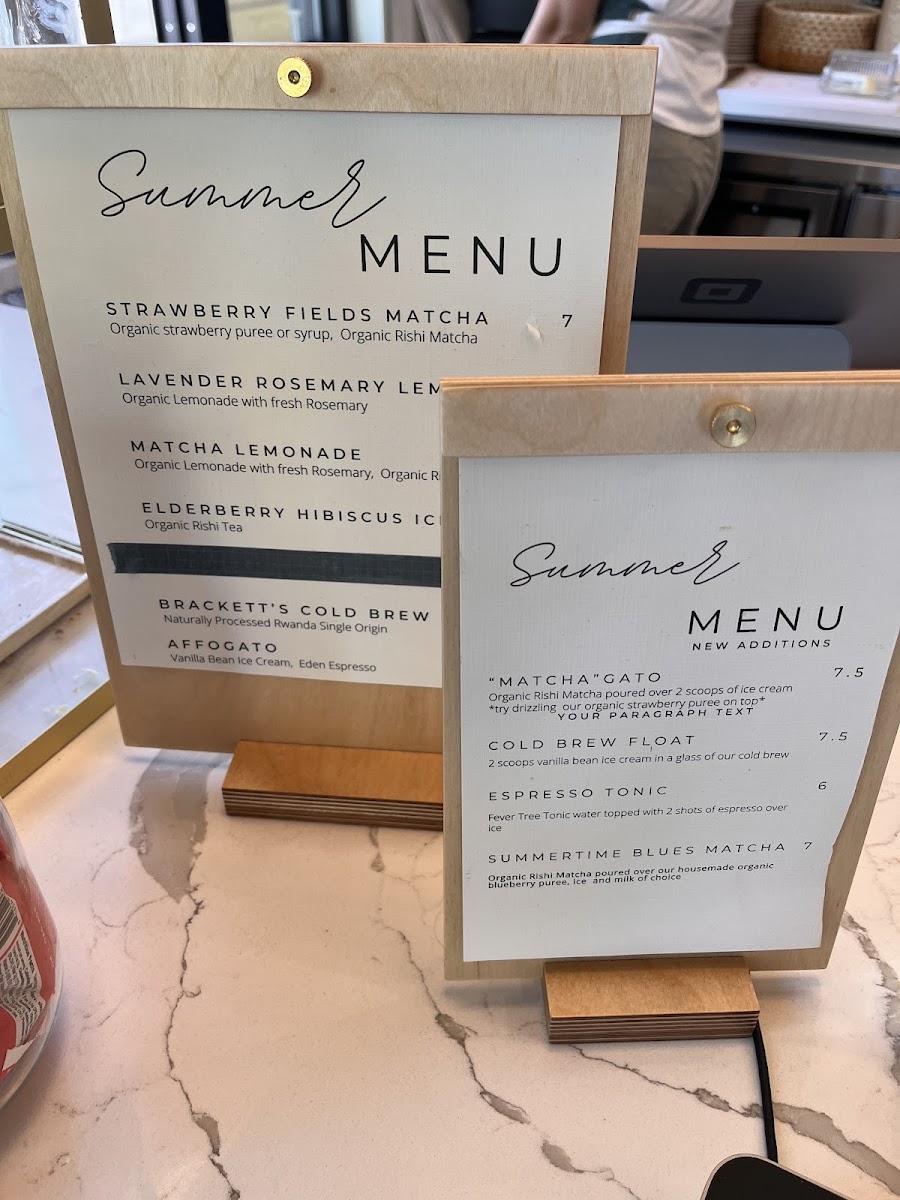 Summer
MENU
STRAWBERRY FIELDS MATCHA 7
Organic strawberry puree or syrup, Organic Rishi Matcha
LAVENDER ROSEMARY LEM
Organic Lemonade with fresh Rosemary
MATCHA LEMONADE
Organic Lemonade with fresh Rosemary, Organic R
ELDERBERRY HIBISCUS IC
Organic Rishi Tea
BRACKETT'S COLD BREW
Naturally Processed Rwanda Single Origin
AFFOGATO
Vanilla Bean Ice Cream, Eden Espresso
Summer
MENU
NEW ADDITIONS
"MATCHA"GATO 7.5
Organic Rishi Matcha poured over 2 scoops of ice cream
*try drizzling our organic strawberry puree on top*
YOUR PARAGRAPH TEXT
COLD BREW FLOAT 7.5
2 scoops vanilla bean ice cream in a glass of our cold brew
ESPRESSO TONIC 6
Fever Tree Tonic water topped with 2 shots of espresso over
ice
SUMMERTIME BLUES MATCHA 7
Organic Rishi Matcha poured over our housemade organic
blueberry puree, ice and milk of choice